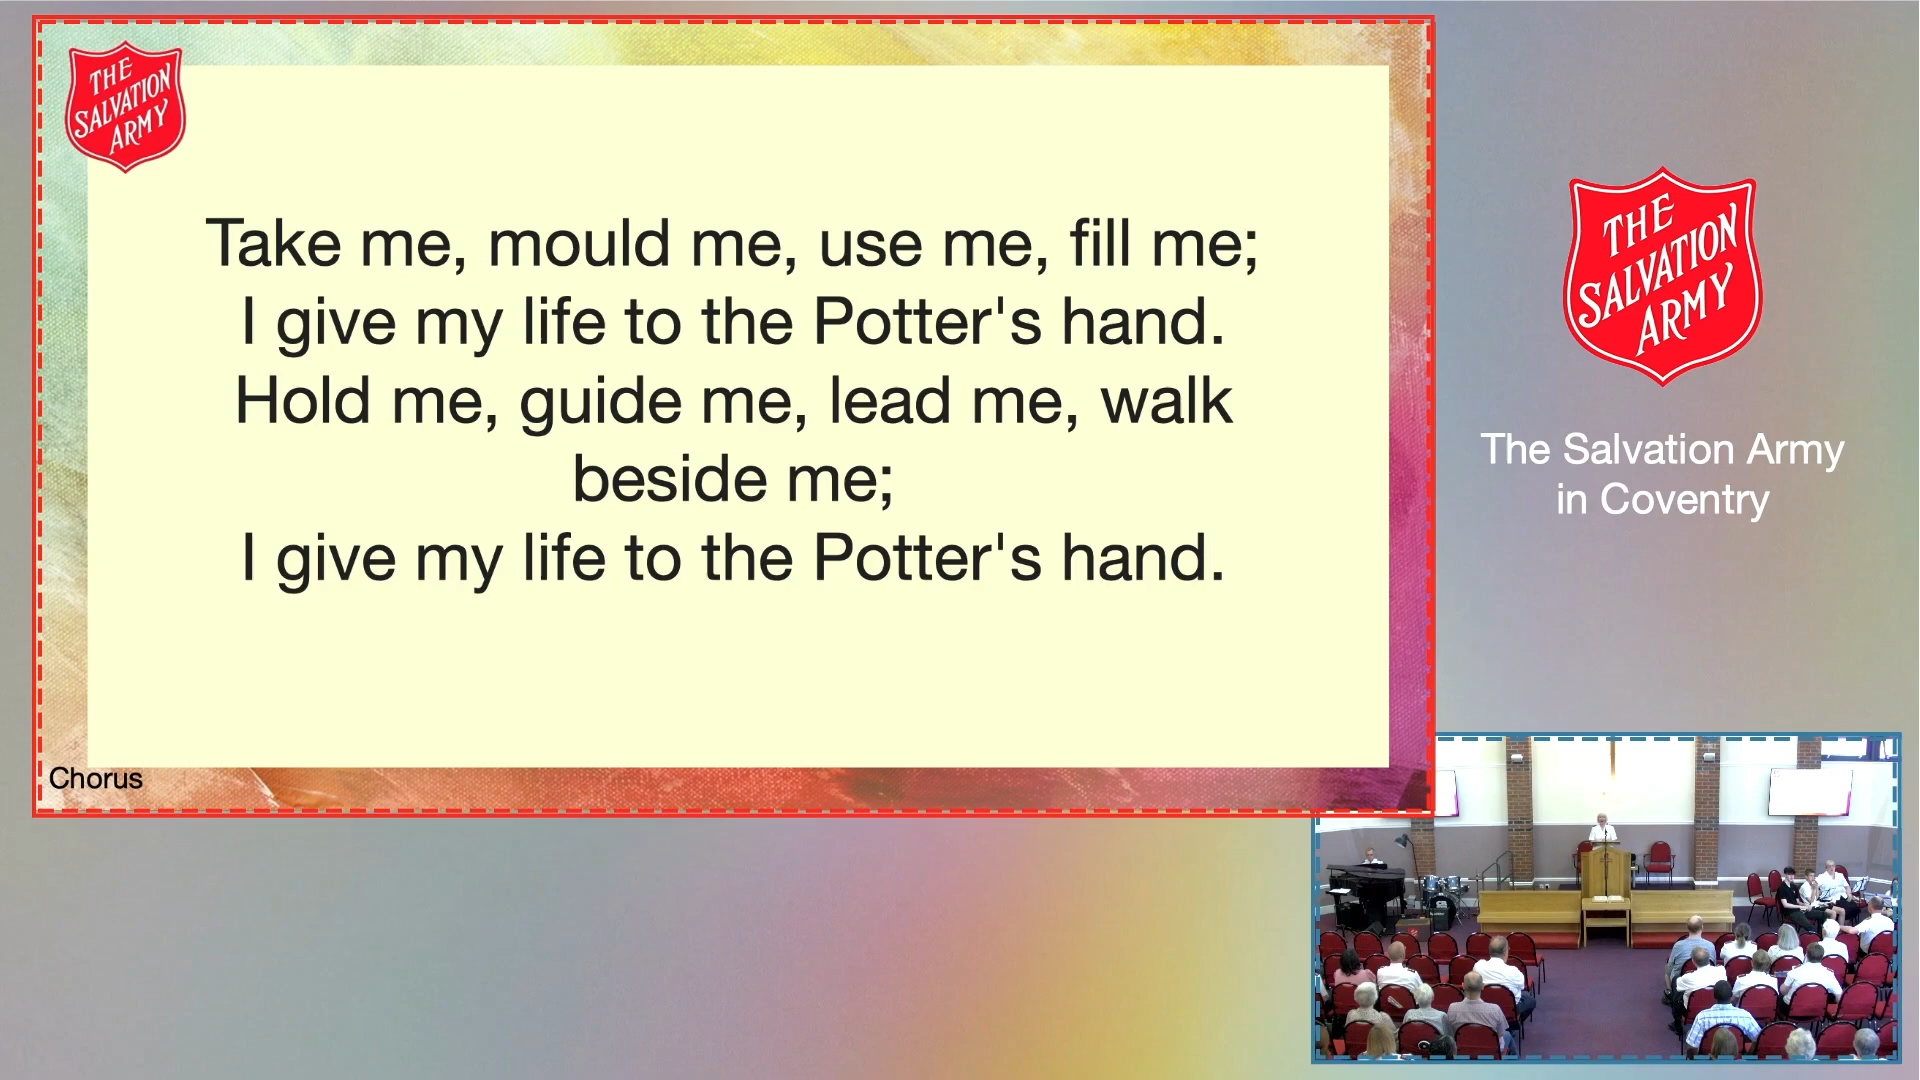 THE
SALVATION
ARMY
Take me, mould me, use me, fill me;
I give my life to the Potter's hand.
Hold me, guide me, lead me, walk
beside me;
I give my life to the Potter's hand.
Chorus
THE
SALVATION
ARMY
The Salvation Army
in Coventry